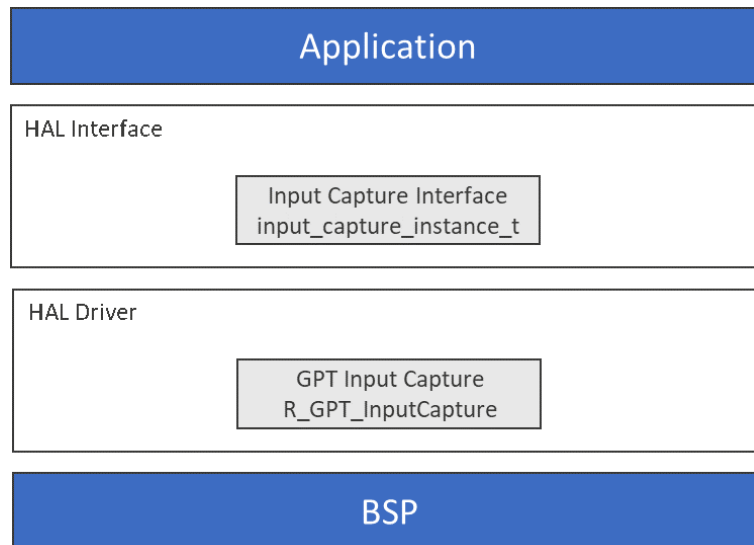 Application
HAL Interface
Input Capture Interface
input_capture_instance_t
HAL Driver
GPT Input Capture
R_GPT_InputCapture
BSP